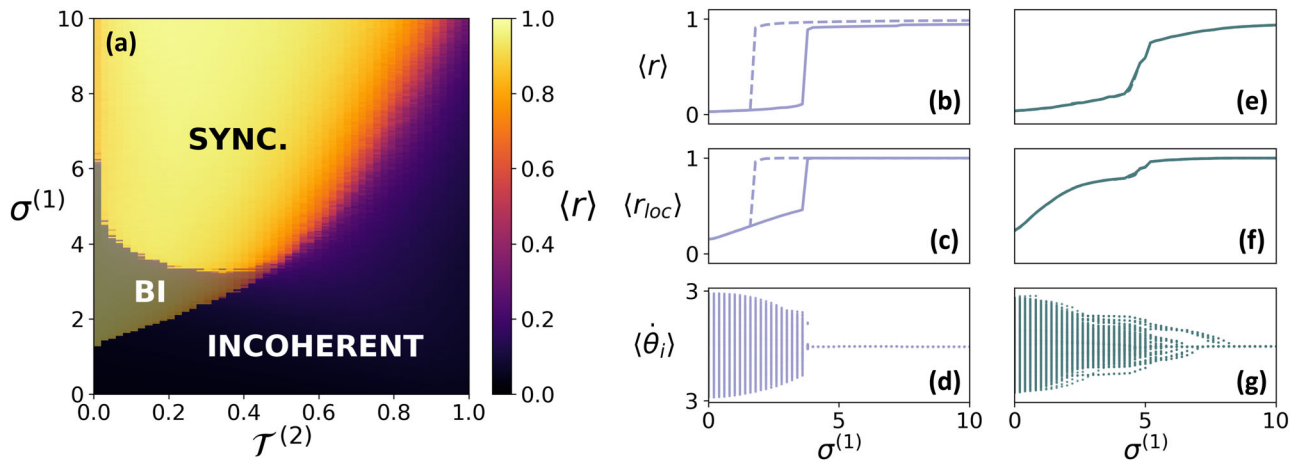 10
8
6
4
2
0
σ^(1)
(a)
SYNC.
BI
INCOHERENT
0.0 0.2 0.4 0.6 0.8 1.0
𝒯^(2)
1.0
0.8
0.6
0.4
0.2
0.0
⟨r⟩
⟨r⟩
1
0
(b)
(e)
⟨r_loc⟩
1
0
(c)
(f)
⟨θ̇_i⟩
3
3
(d)
(g)
0 5 10
σ^(1)
0 5 10
σ^(1)